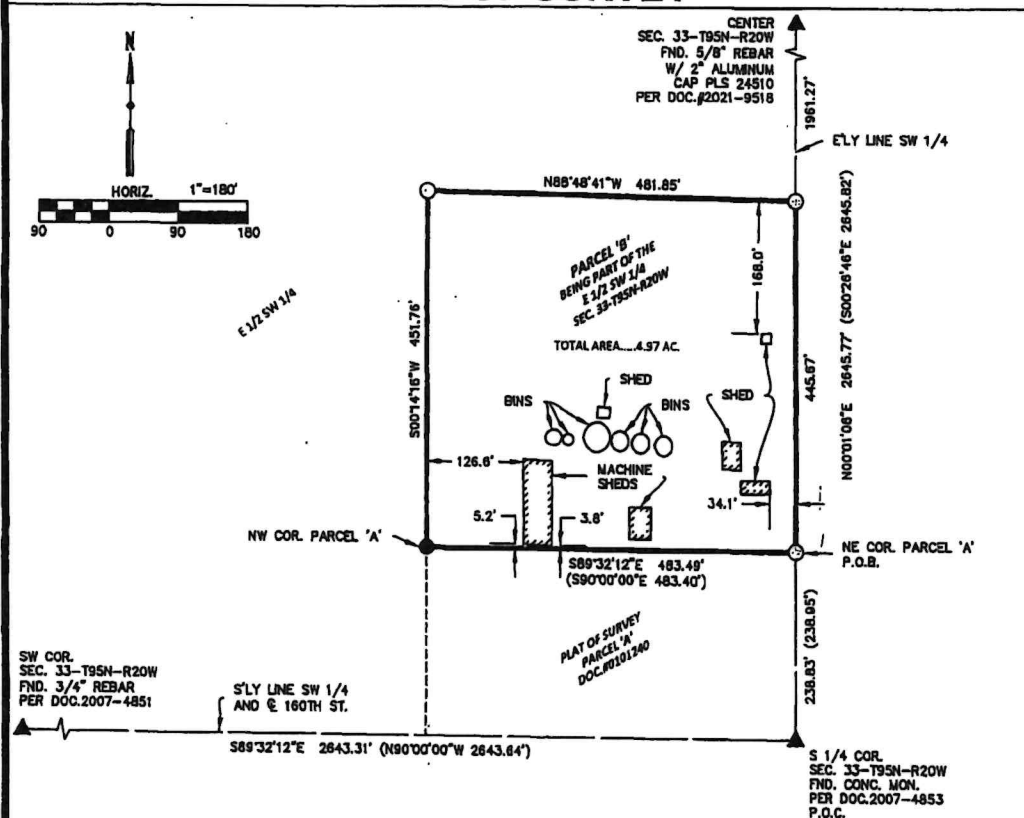 CENTER
SEC. 33-T95N-R20W
FND. 5/8" REBAR
W/ 2" ALUMINUM
CAP PLS 24510
PER DOC.#2021-9518
1961.27'
E'LY LINE SW 1/4
N
HORIZ. 1"=180'
90 0 90 180
N88°48'41"W 481.85'
N00°01'08"E 2645.77' (S00°26'46"E 2645.82')
168.0'
PARCEL 'B'
BEING PART OF THE
E 1/2 SW 1/4
SEC. 33-T95N-R20W
E 1/2 SW 1/4
S00°14'16"W 451.76'
TOTAL AREA.....4.97 AC.
445.67'
SHED
BINS
BINS
SHED
126.6'
MACHINE
SHEDS
34.1'
5.2'
3.8'
NW COR. PARCEL 'A'
NE COR. PARCEL 'A'
P.O.B.
S89°32'12"E 483.49'
(S90°00'00"E 483.40')
PLAT OF SURVEY
PARCEL 'A'
DOC.#0101240
238.83' (238.95')
SW COR.
SEC. 33-T95N-R20W
FND. 3/4" REBAR
PER DOC.2007-4851
S'LY LINE SW 1/4
AND ℄ 160TH ST.
S89°32'12"E 2643.31' (N90°00'00"W 2643.64')
S 1/4 COR.
SEC. 33-T95N-R20W
FND. CONC. MON.
PER DOC.2007-4853
P.O.C.